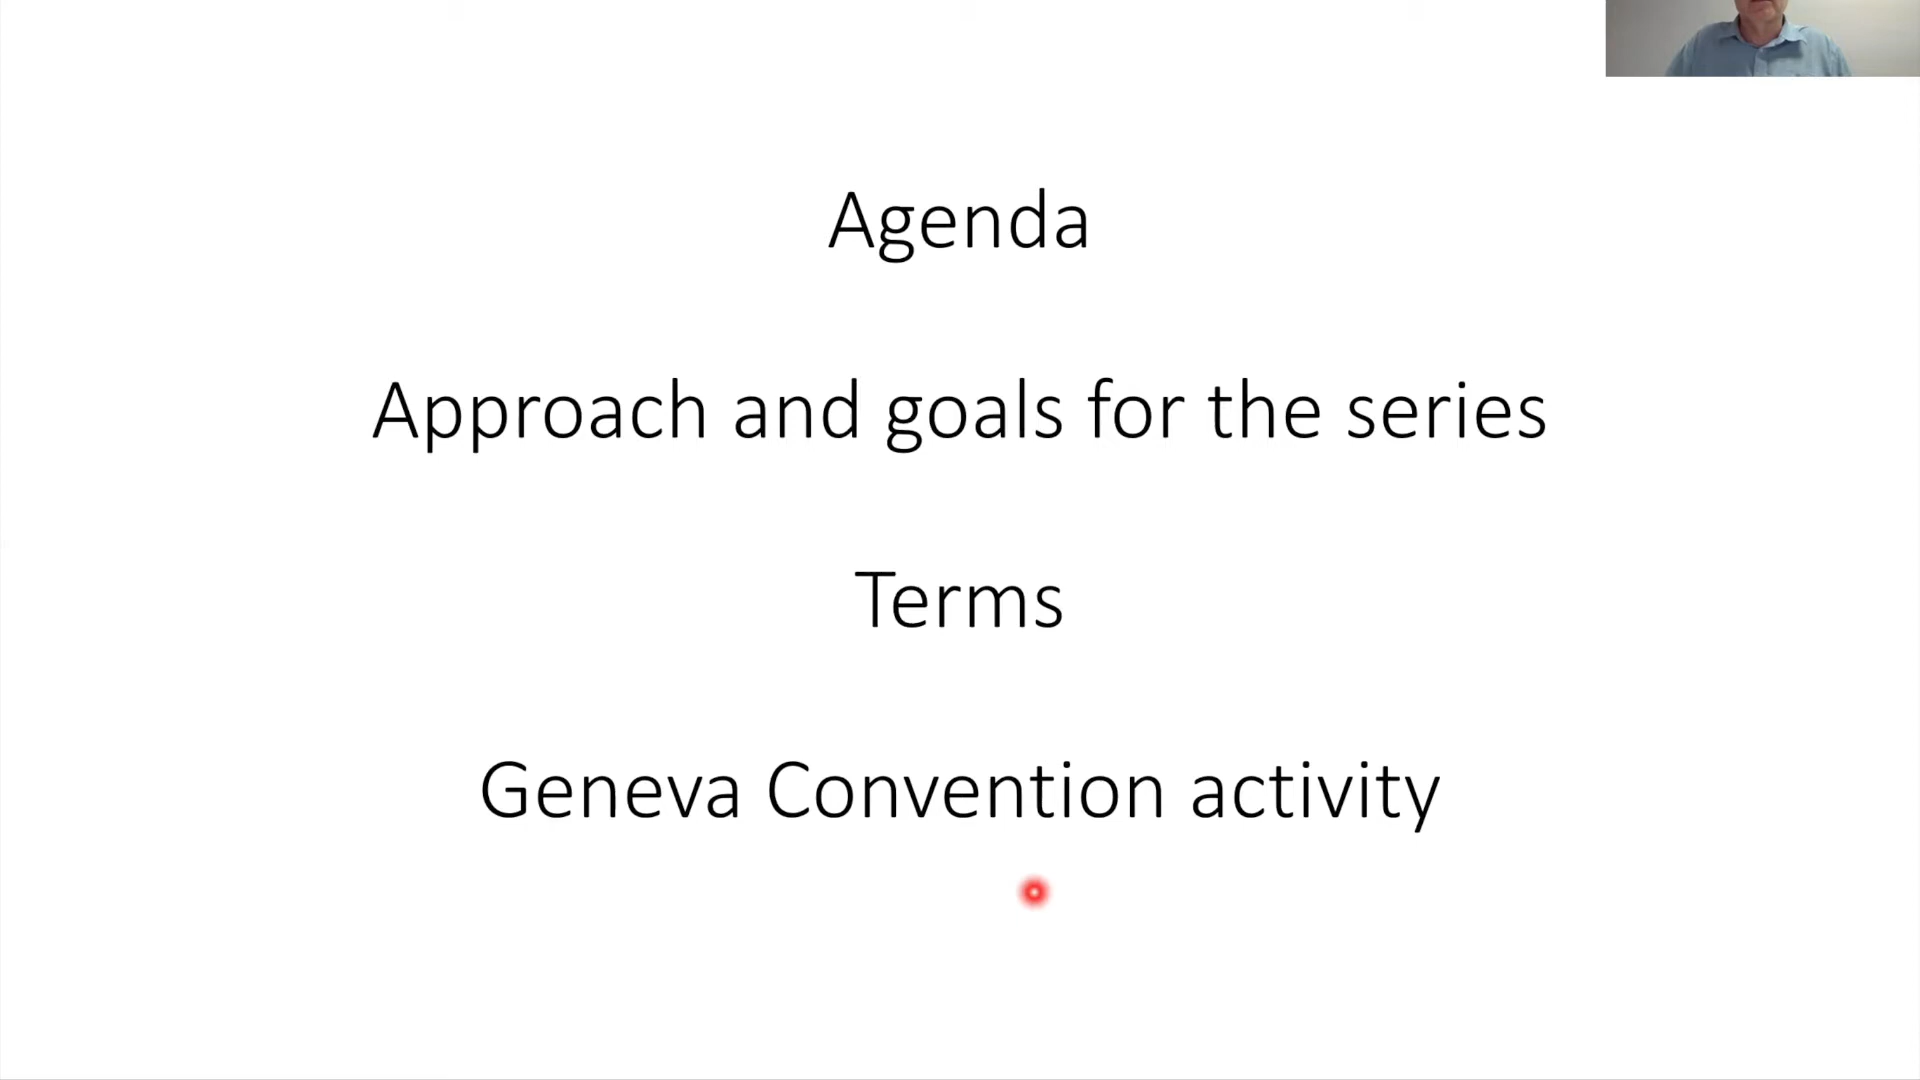 Agenda
Approach and goals for the series
Terms
Geneva Convention activity